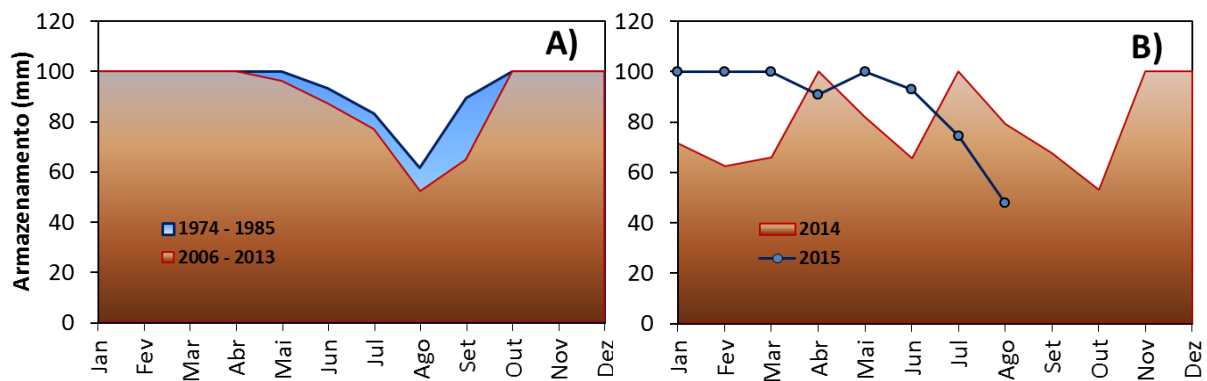 Armazenamento (mm)
120
100
80
60
40
20
0
A)
1974 - 1985
2006 - 2013
Jan
Fev
Mar
Abr
Mai
Jun
Jul
Ago
Set
Out
Nov
Dez
120
100
80
60
40
20
0
B)
2014
2015
Jan
Fev
Mar
Abr
Mai
Jun
Jul
Ago
Set
Out
Nov
Dez